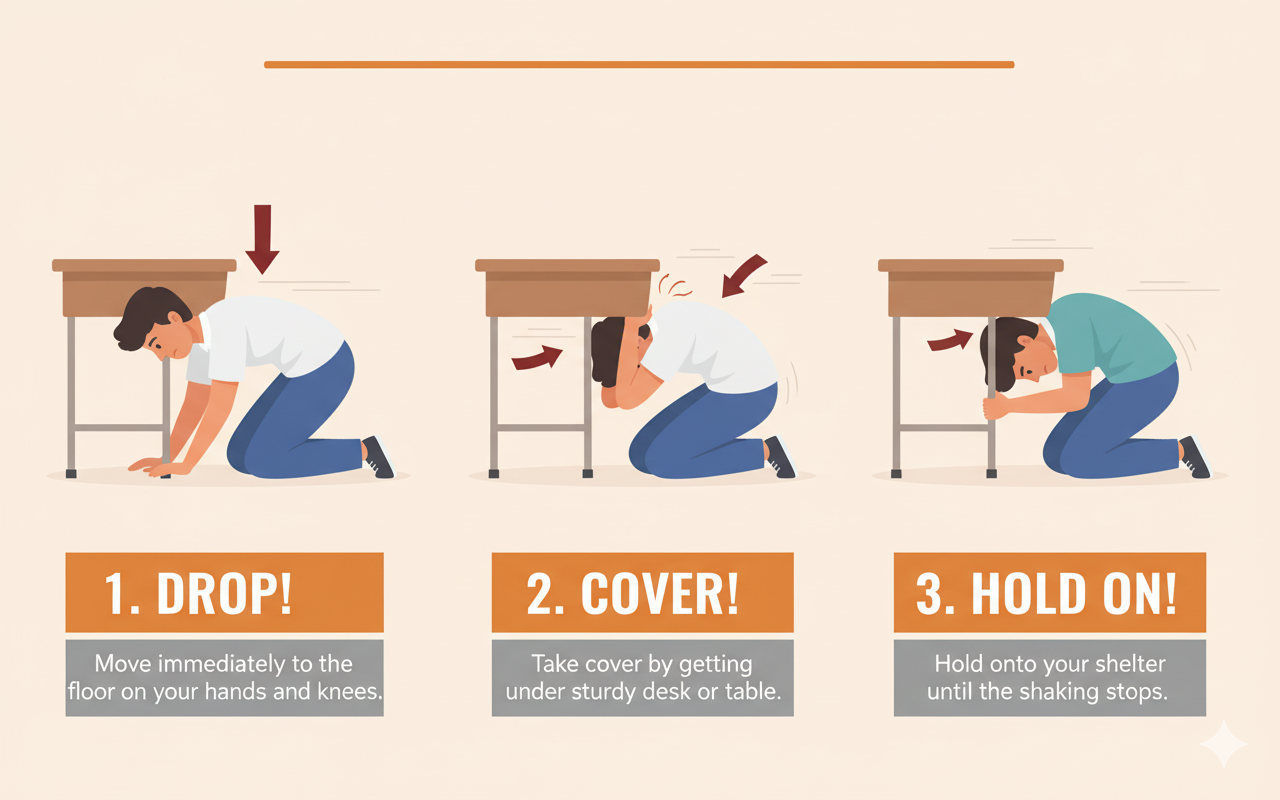 1. DROP!
Move immediately to the
floor on your hands and knees.
2. COVER!
Take cover by getting
under sturdy desk or table.
3. HOLD ON!
Hold onto your shelter
until the shaking stops.